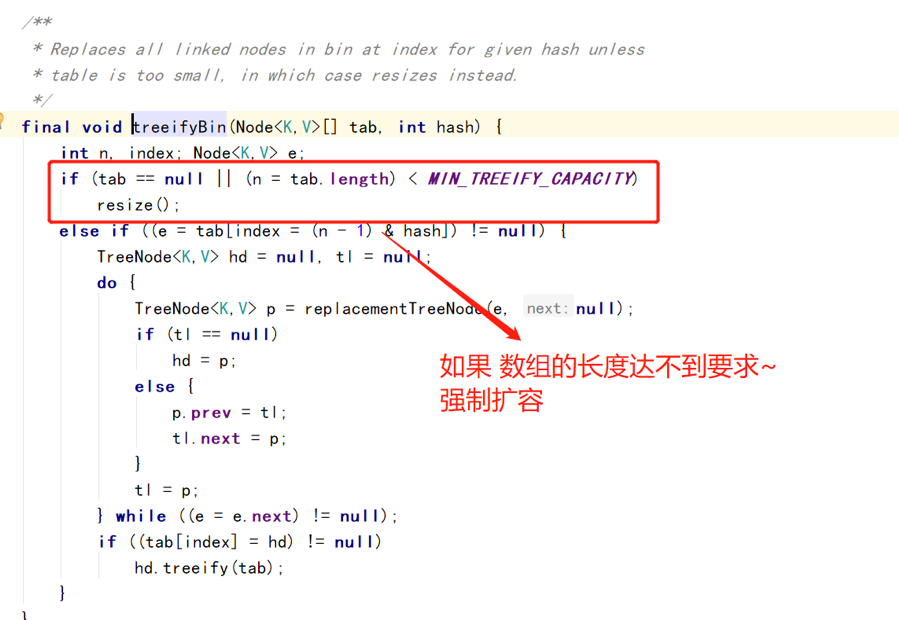 /**
 * Replaces all linked nodes in bin at index for given hash unless
 * table is too small, in which case resizes instead.
 */
final void treeifyBin(Node<K,V>[] tab, int hash) {
    int n, index; Node<K,V> e;
    if (tab == null || (n = tab.length) < MIN_TREEIFY_CAPACITY)
        resize();
    else if ((e = tab[index = (n - 1) & hash]) != null) {
        TreeNode<K,V> hd = null, tl = null;
        do {
            TreeNode<K,V> p = replacementTreeNode(e, next: null);
            if (tl == null)
                hd = p;
            else {
                p.prev = tl;
                tl.next = p;
            }
            tl = p;
        } while ((e = e.next) != null);
        if ((tab[index] = hd) != null)
            hd.treeify(tab);
    }
}
如果 数组的长度达不到要求~
强制扩容